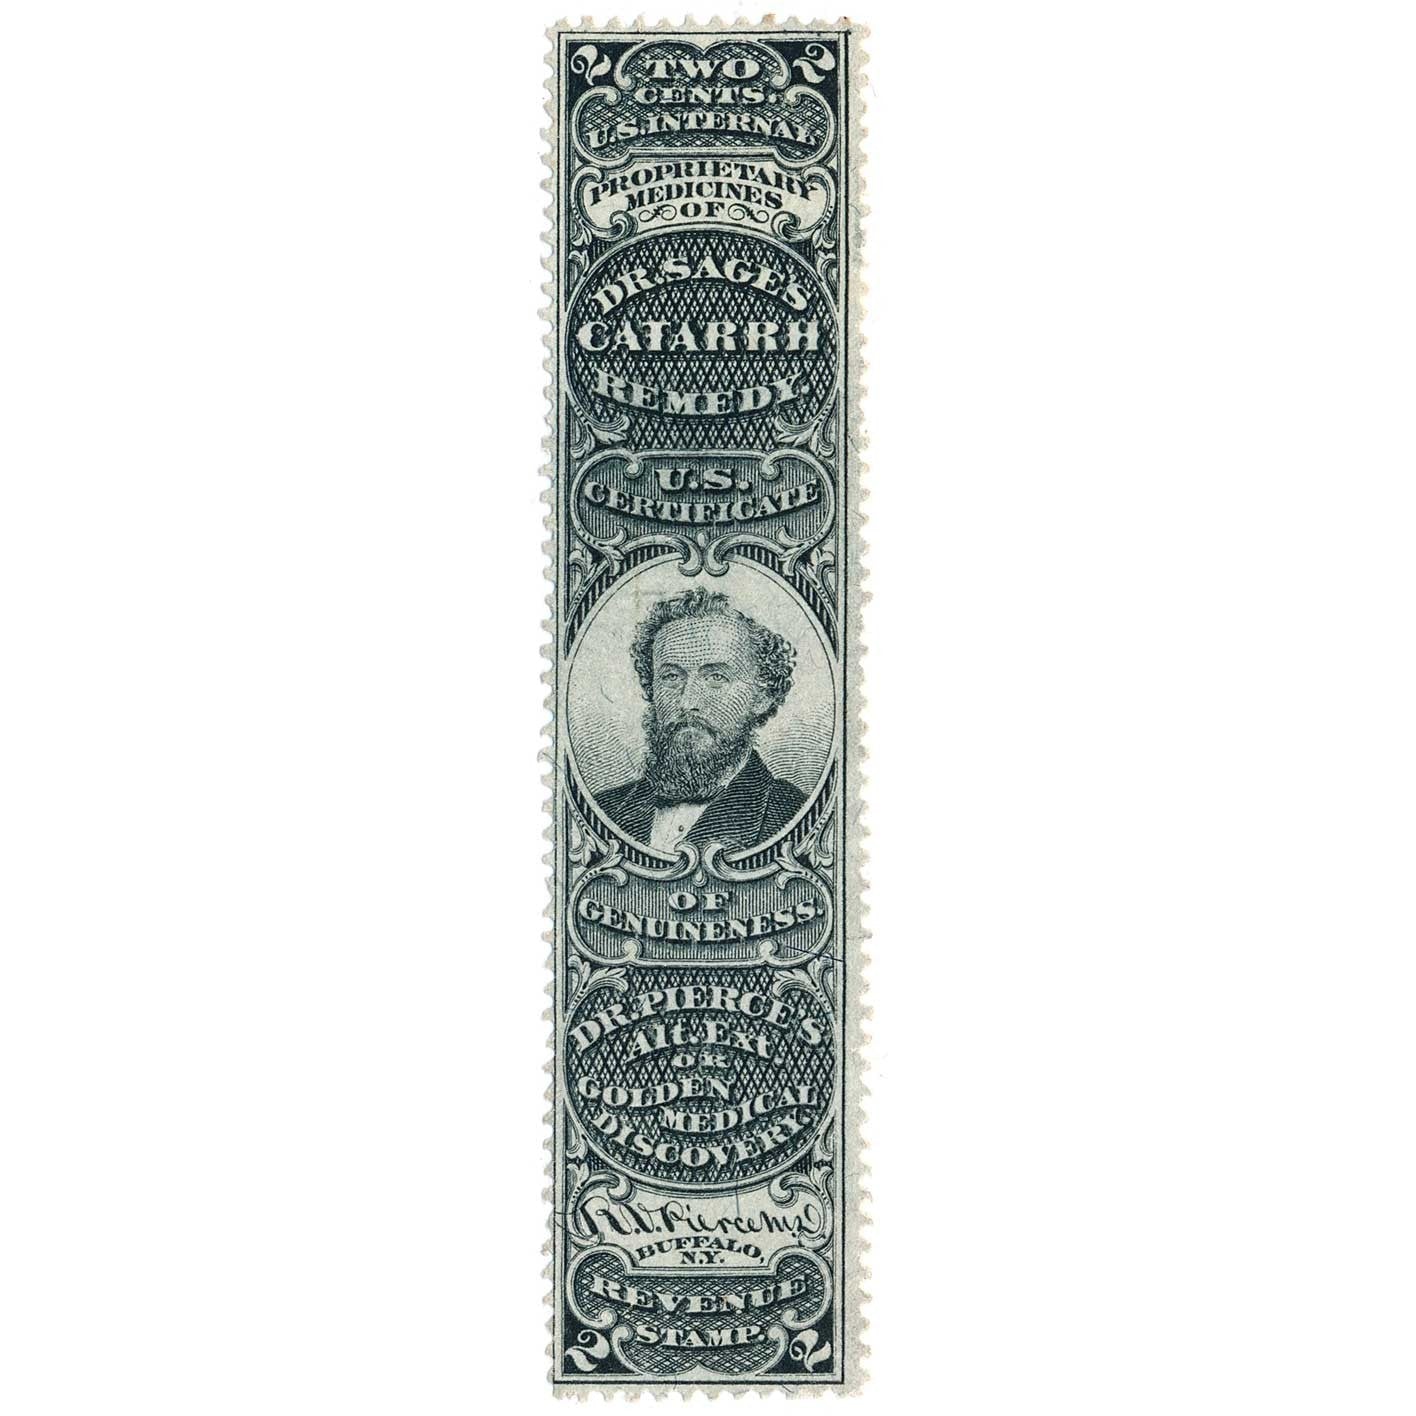 2 2
TWO
CENTS.
U.S. INTERNAL
PROPRIETARY
MEDICINES
OF
DR. SAGE'S
CATARRH
REMEDY.
U.S.
CERTIFICATE
OF
GENUINENESS.
DR. PIERCE'S
Alt. Ext.
OR
GOLDEN
MEDICAL
DISCOVERY.
R.V. Pierce M.D.
BUFFALO,
N.Y.
REVENUE
STAMP.
2 2